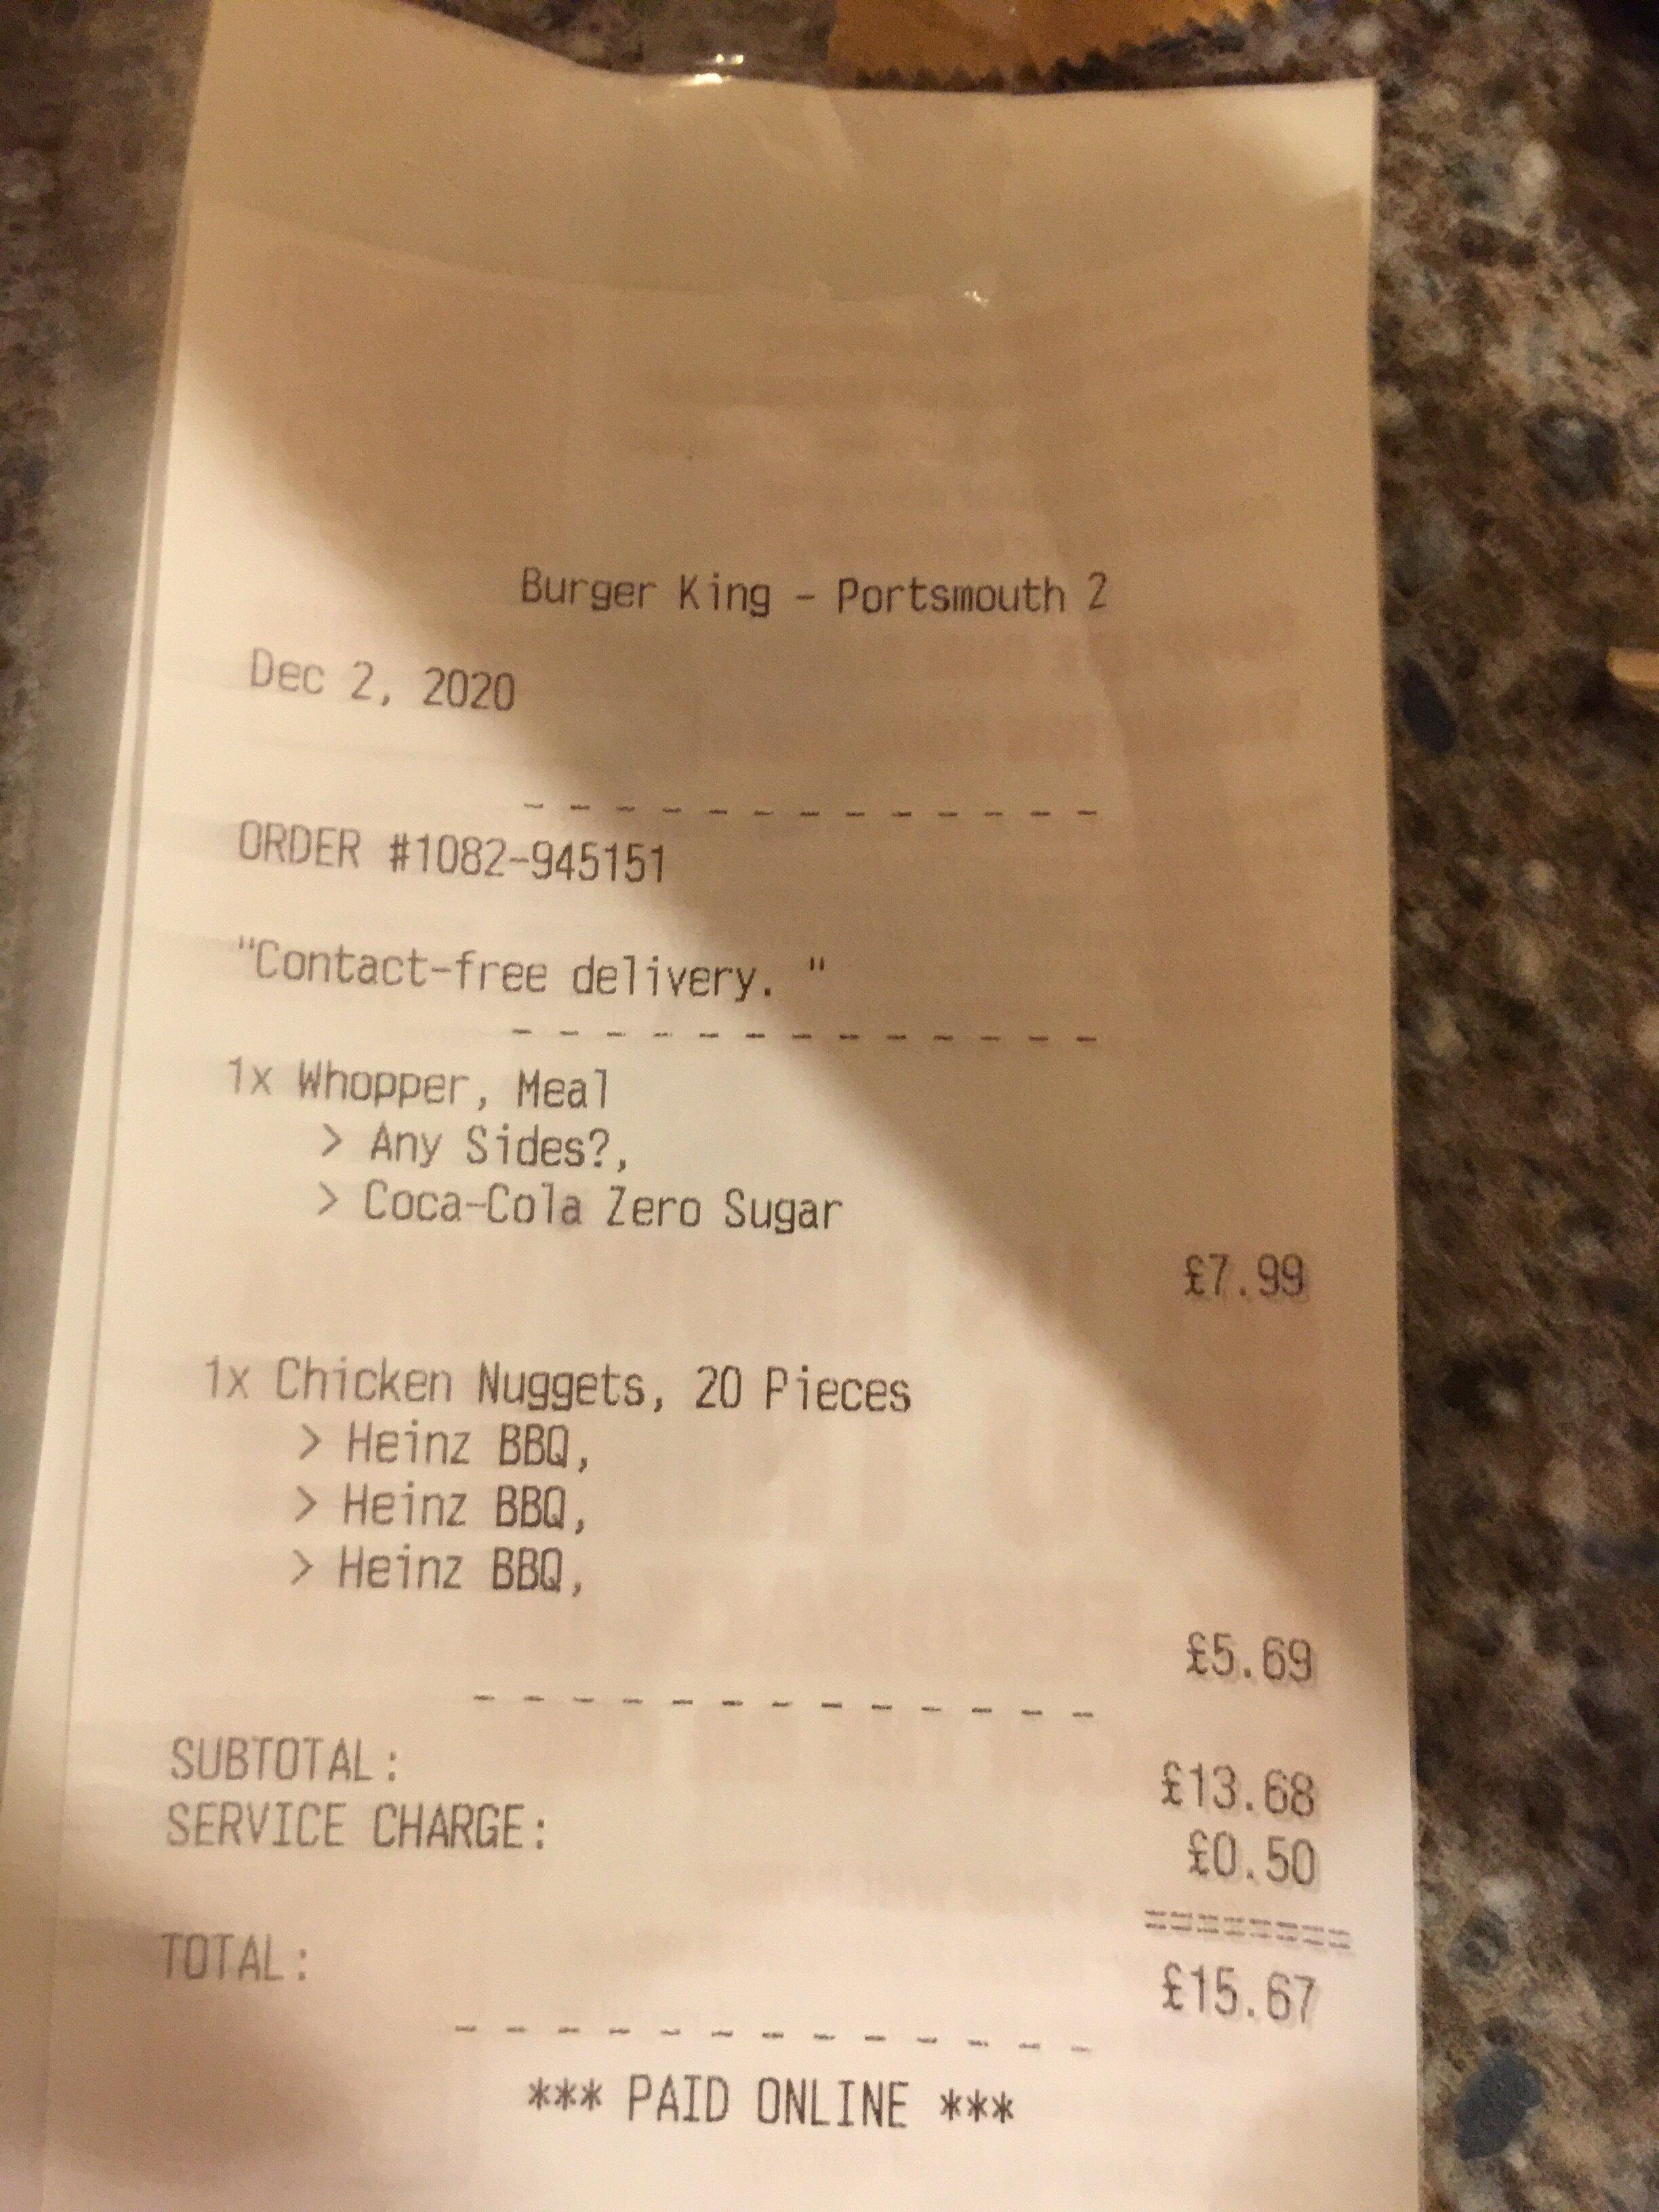 Burger King - Portsmouth 2
Dec 2, 2020
- - - - - - - - - - - - -
ORDER #1082-945151
"Contact-free delivery. "
- - - - - - - - - - - - -
1x Whopper, Meal
> Any Sides?,
> Coca-Cola Zero Sugar
£7.99
1x Chicken Nuggets, 20 Pieces
> Heinz BBQ,
> Heinz BBQ,
> Heinz BBQ,
£5.69
- - - - - - - - - - - - -
SUBTOTAL: £13.68
SERVICE CHARGE: £0.50
========
TOTAL: £15.67
- - - - - - - - - - - - -
*** PAID ONLINE ***